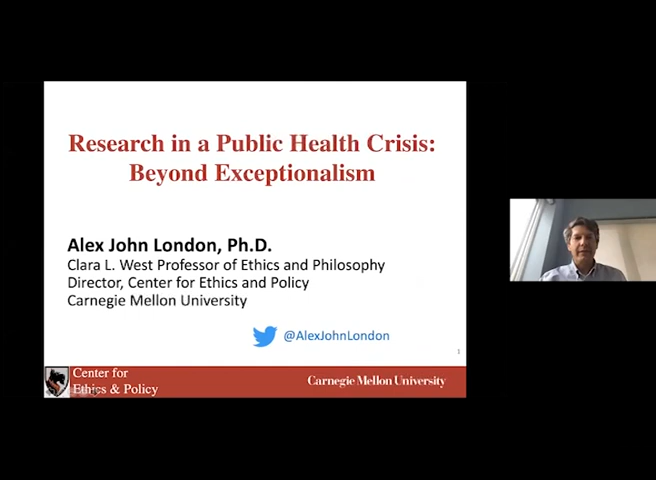 Research in a Public Health Crisis:
Beyond Exceptionalism
Alex John London, Ph.D.
Clara L. West Professor of Ethics and Philosophy
Director, Center for Ethics and Policy
Carnegie Mellon University
@AlexJohnLondon
1
Center for
Ethics & Policy
Carnegie Mellon University